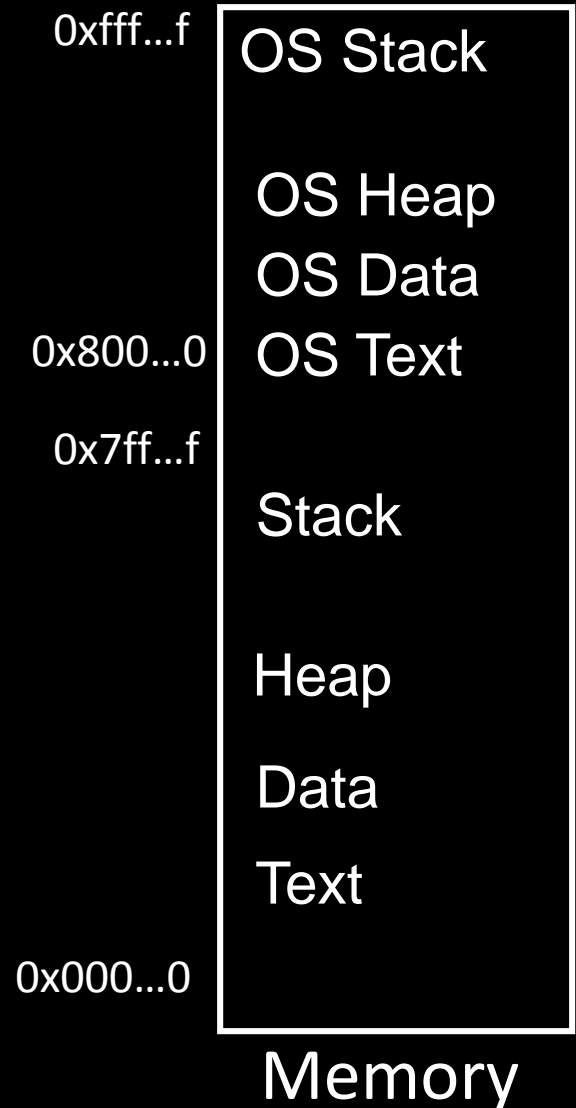 0xfff...f OS Stack
OS Heap
OS Data
0x800...0 OS Text
0x7ff...f
Stack
Heap
Data
Text
0x000...0
Memory